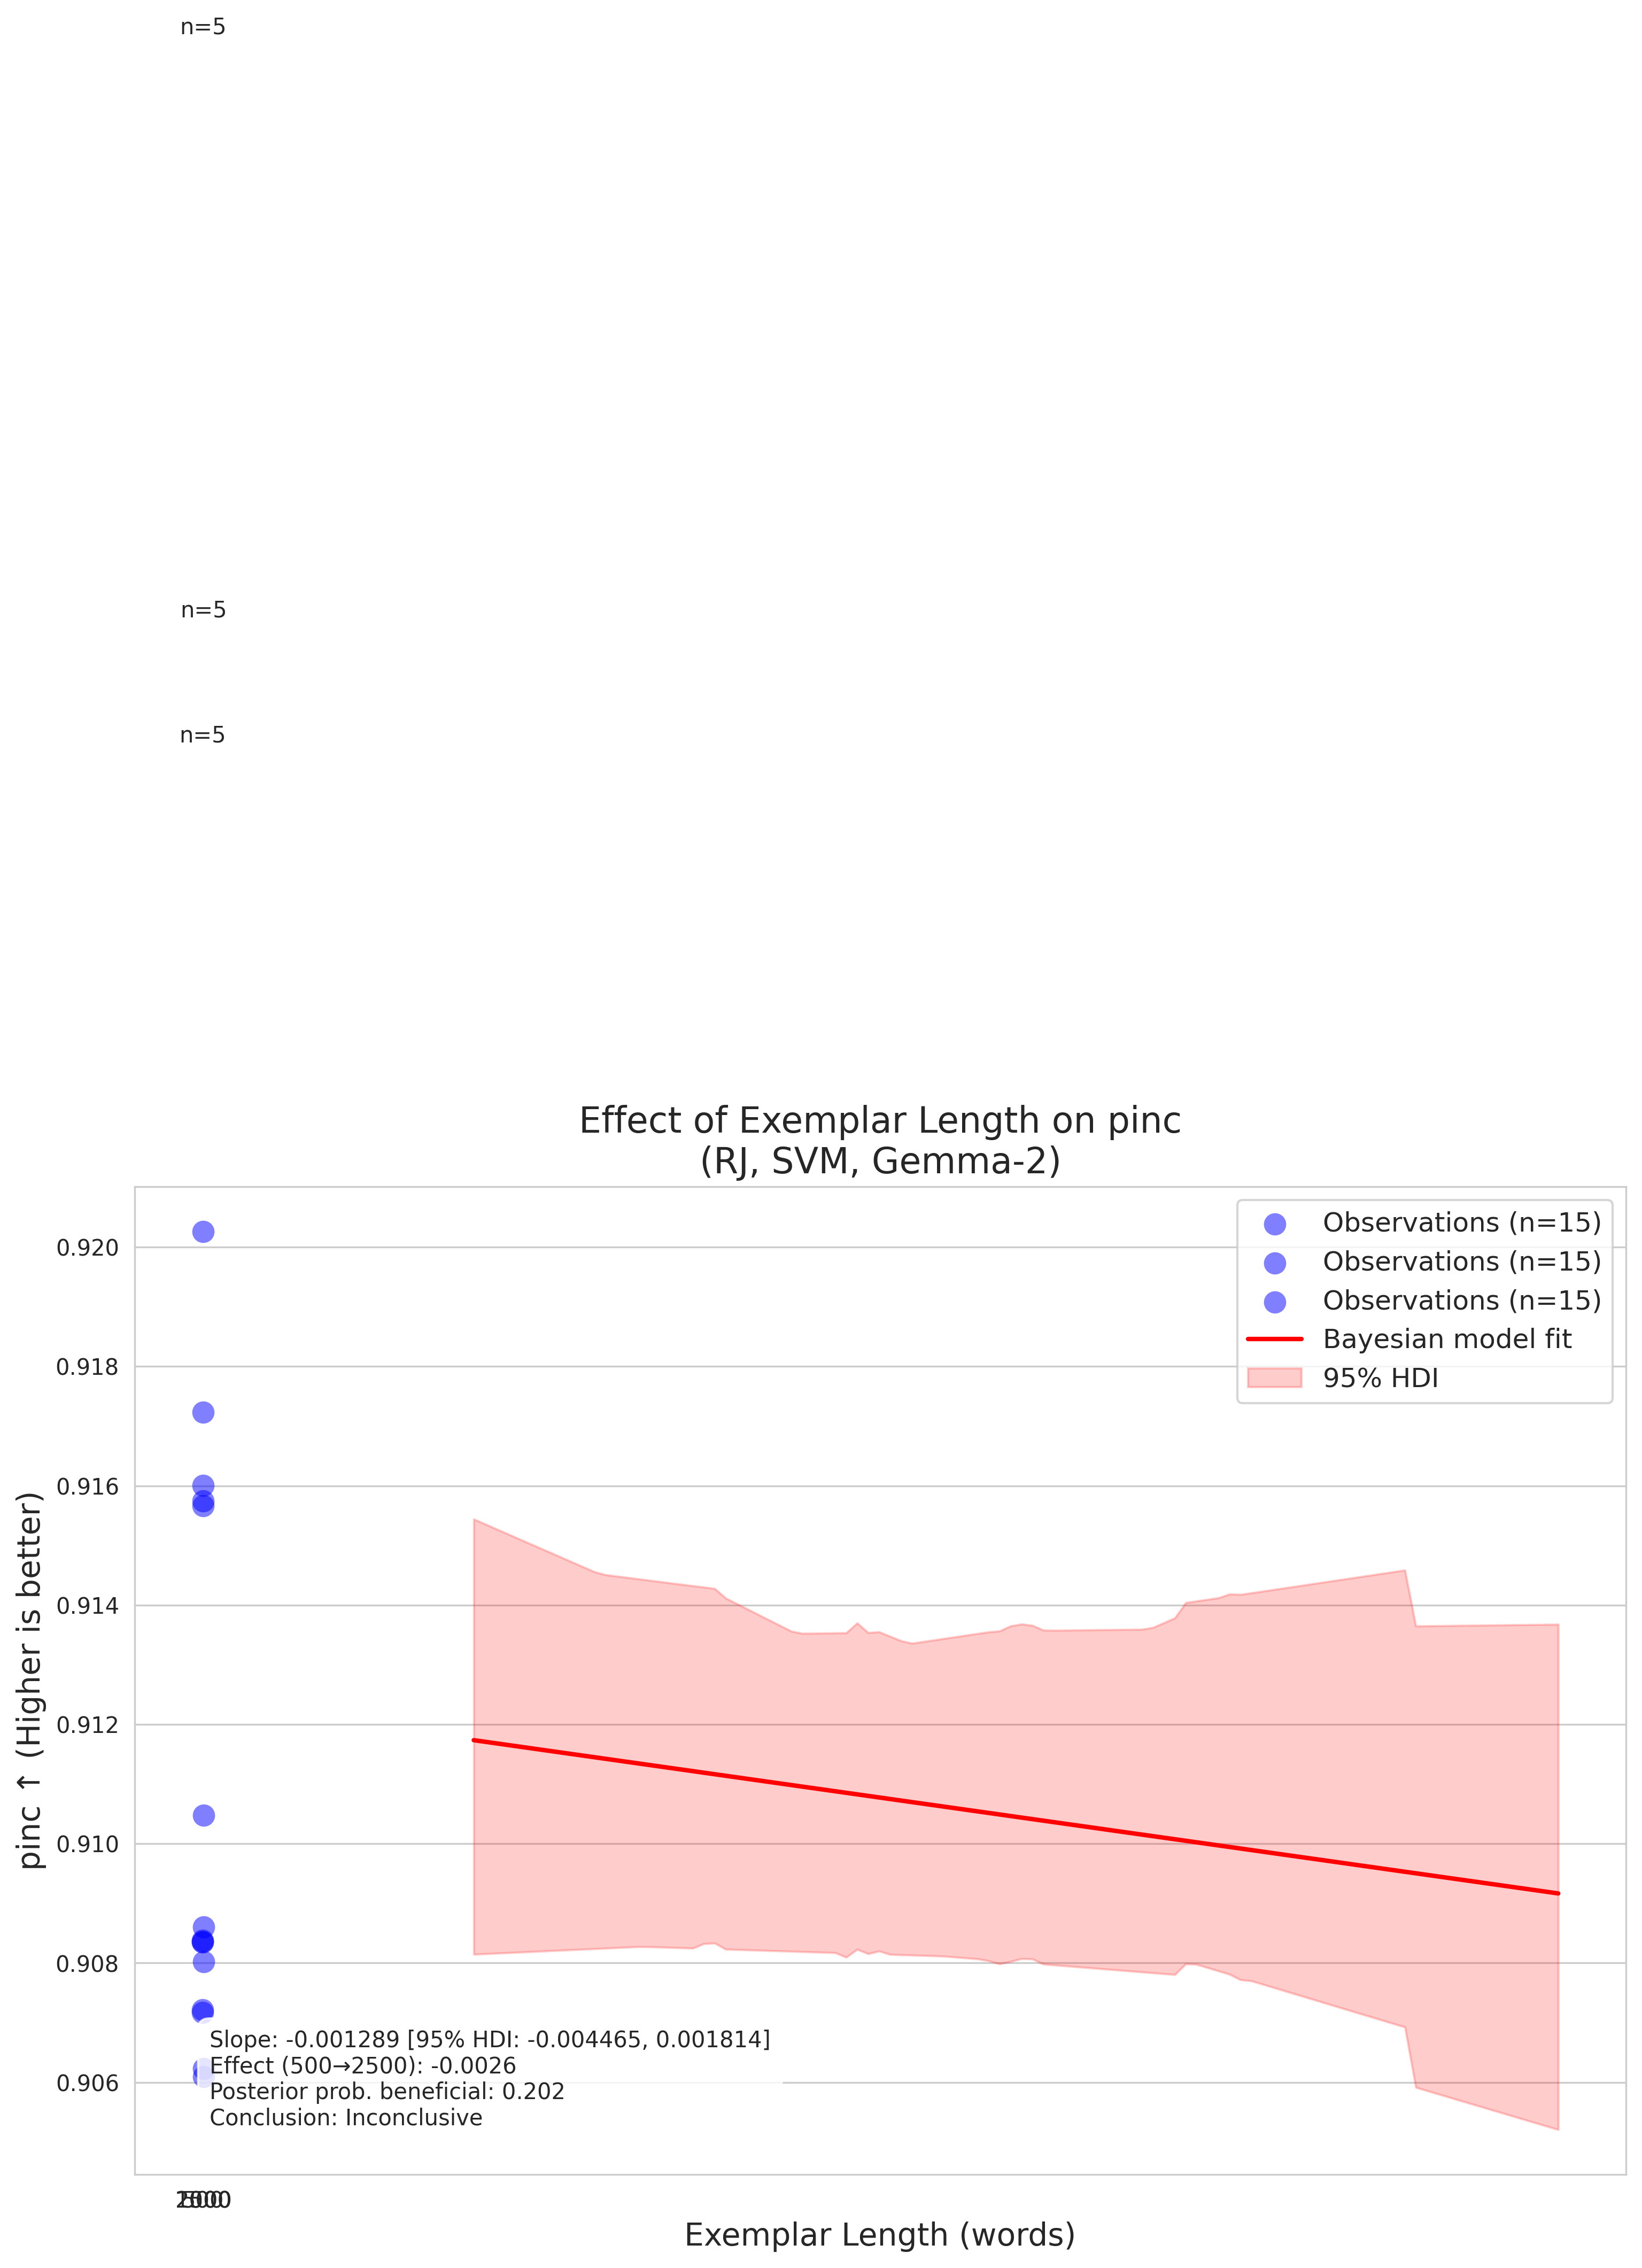 n=5
n=5
n=5
Effect of Exemplar Length on pinc
(RJ, SVM, Gemma-2)
Observations (n=15)
Observations (n=15)
Observations (n=15)
Bayesian model fit
95% HDI
0.920
0.918
0.916
0.914
0.912
0.910
0.908
0.906
pinc ↑ (Higher is better)
Slope: -0.001289 [95% HDI: -0.004465, 0.001814]
Effect (500→2500): -0.0026
Posterior prob. beneficial: 0.202
Conclusion: Inconclusive
Exemplar Length (words)